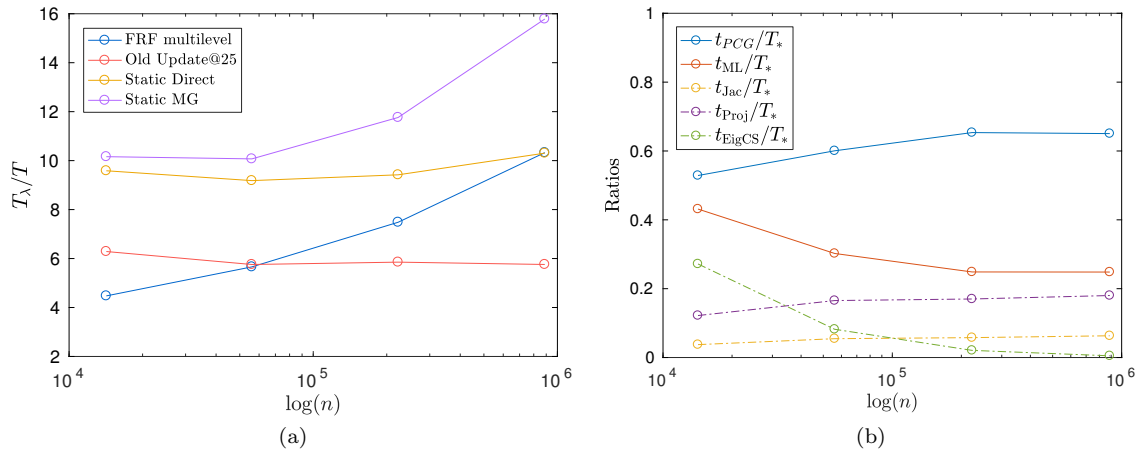 16
14
12
10
8
6
4
2
T_λ/T
FRF multilevel
Old Update@25
Static Direct
Static MG
10^4
10^5
10^6
log(n)
(a)
1
0.8
0.6
0.4
0.2
0
Ratios
t_PCG/T_*
t_ML/T_*
t_Jac/T_*
t_Proj/T_*
t_EigCS/T_*
10^4
10^5
10^6
log(n)
(b)